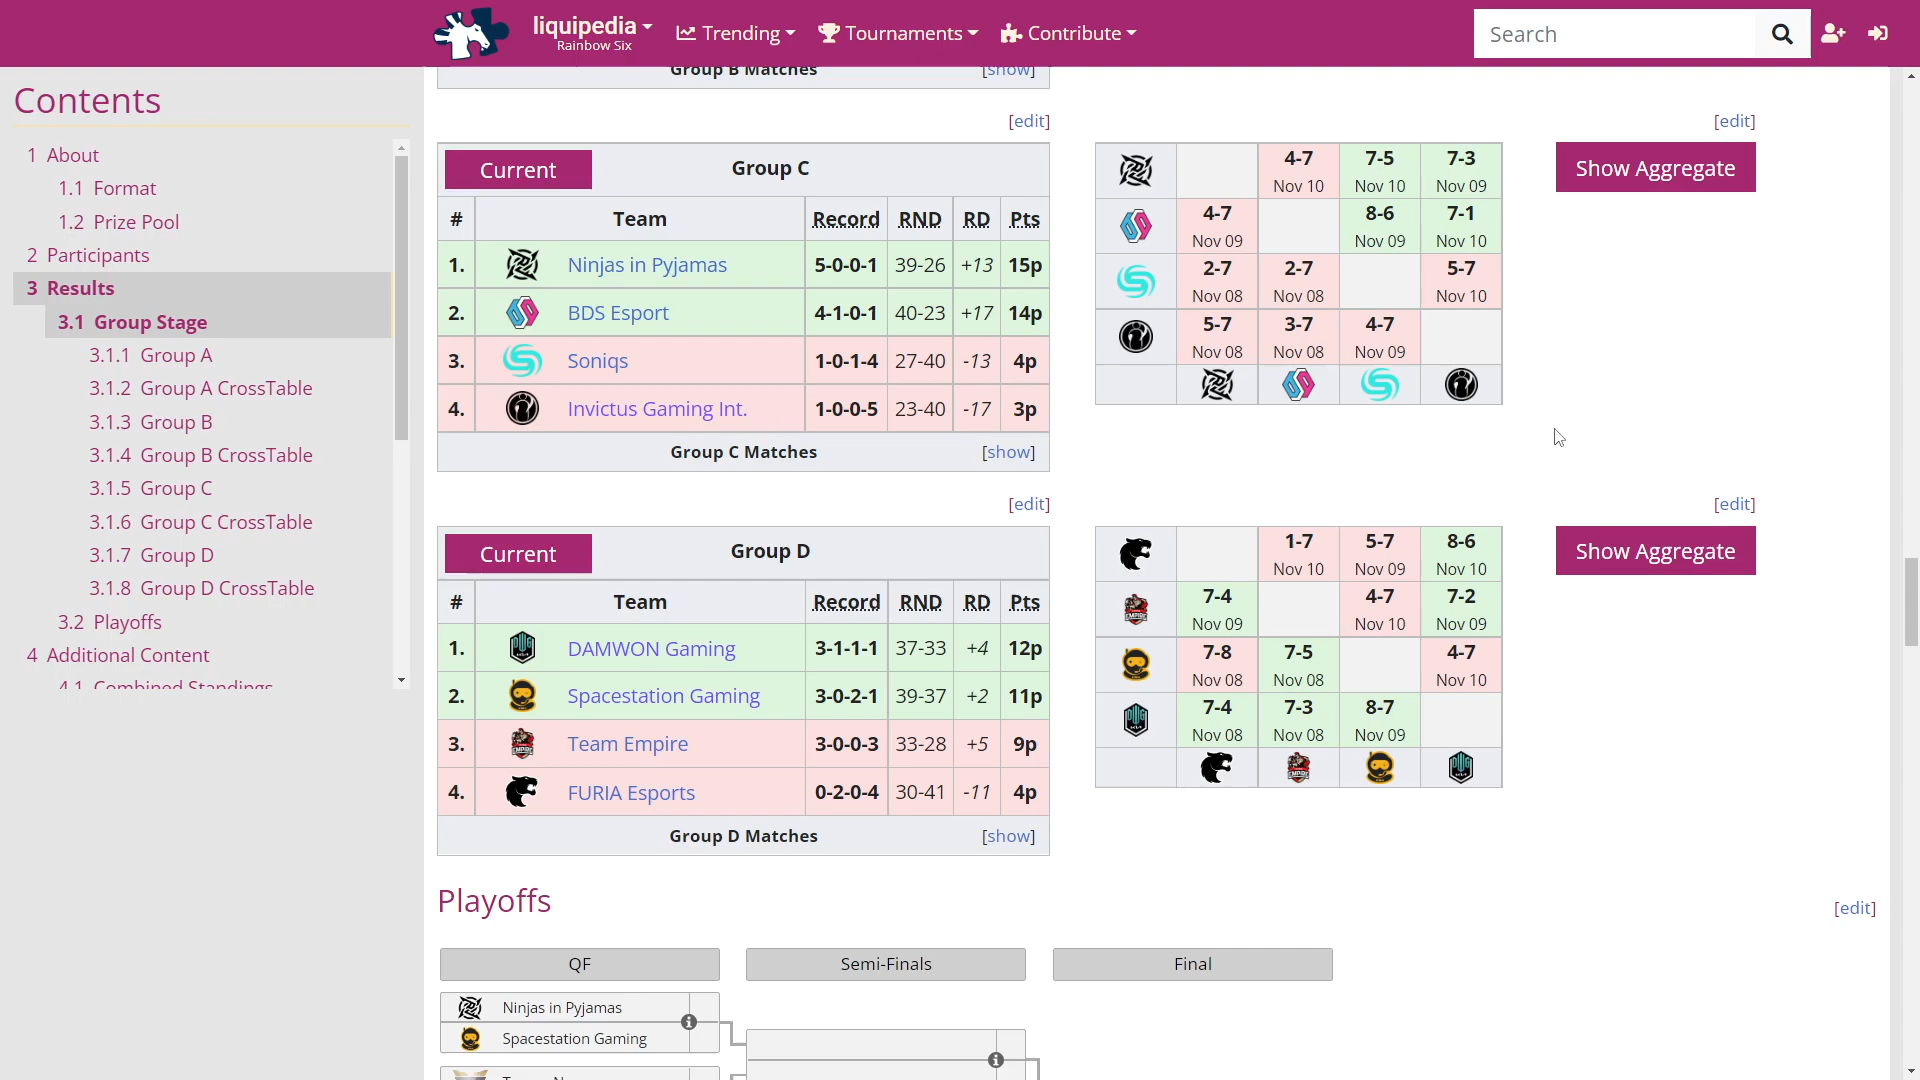 liquipedia
Rainbow Six
Trending
Tournaments
Contribute
Search
Contents
1 About
1.1 Format
1.2 Prize Pool
2 Participants
3 Results
3.1 Group Stage
3.1.1 Group A
3.1.2 Group A CrossTable
3.1.3 Group B
3.1.4 Group B CrossTable
3.1.5 Group C
3.1.6 Group C CrossTable
3.1.7 Group D
3.1.8 Group D CrossTable
3.2 Playoffs
4 Additional Content
4.1 Combined Standings
Group B Matches [show]
[edit]
Current Group C
# Team Record RND RD Pts
1. Ninjas in Pyjamas 5-0-0-1 39-26 +13 15p
2. BDS Esport 4-1-0-1 40-23 +17 14p
3. Soniqs 1-0-1-4 27-40 -13 4p
4. Invictus Gaming Int. 1-0-0-5 23-40 -17 3p
Group C Matches [show]
[edit]
Show Aggregate
4-7 7-5 7-3
Nov 10 Nov 10 Nov 09
4-7 8-6 7-1
Nov 09 Nov 09 Nov 10
2-7 2-7 5-7
Nov 08 Nov 08 Nov 10
5-7 3-7 4-7
Nov 08 Nov 08 Nov 09
[edit]
Current Group D
# Team Record RND RD Pts
1. DAMWON Gaming 3-1-1-1 37-33 +4 12p
2. Spacestation Gaming 3-0-2-1 39-37 +2 11p
3. Team Empire 3-0-0-3 33-28 +5 9p
4. FURIA Esports 0-2-0-4 30-41 -11 4p
Group D Matches [show]
[edit]
Show Aggregate
1-7 5-7 8-6
Nov 10 Nov 09 Nov 10
7-4 4-7 7-2
Nov 09 Nov 10 Nov 09
7-8 7-5 4-7
Nov 08 Nov 08 Nov 10
7-4 7-3 8-7
Nov 08 Nov 08 Nov 09
Playoffs [edit]
QF Semi-Finals Final
Ninjas in Pyjamas
Spacestation Gaming